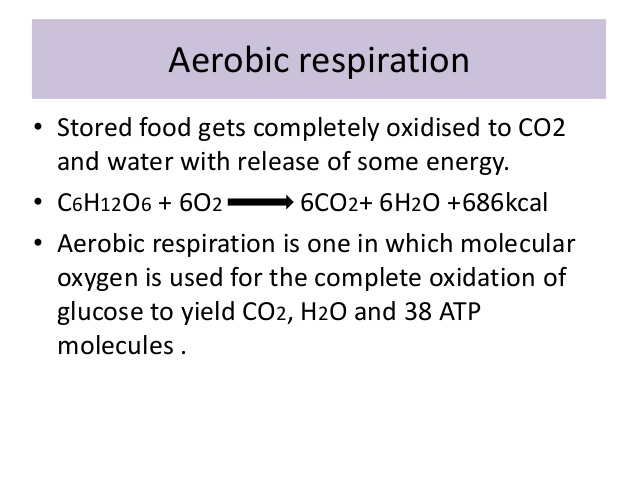 Aerobic respiration
• Stored food gets completely oxidised to CO2
and water with release of some energy.
• C6H12O6 + 6O2 ⟶ 6CO2+ 6H2O +686kcal
• Aerobic respiration is one in which molecular
oxygen is used for the complete oxidation of
glucose to yield CO2, H2O and 38 ATP
molecules .